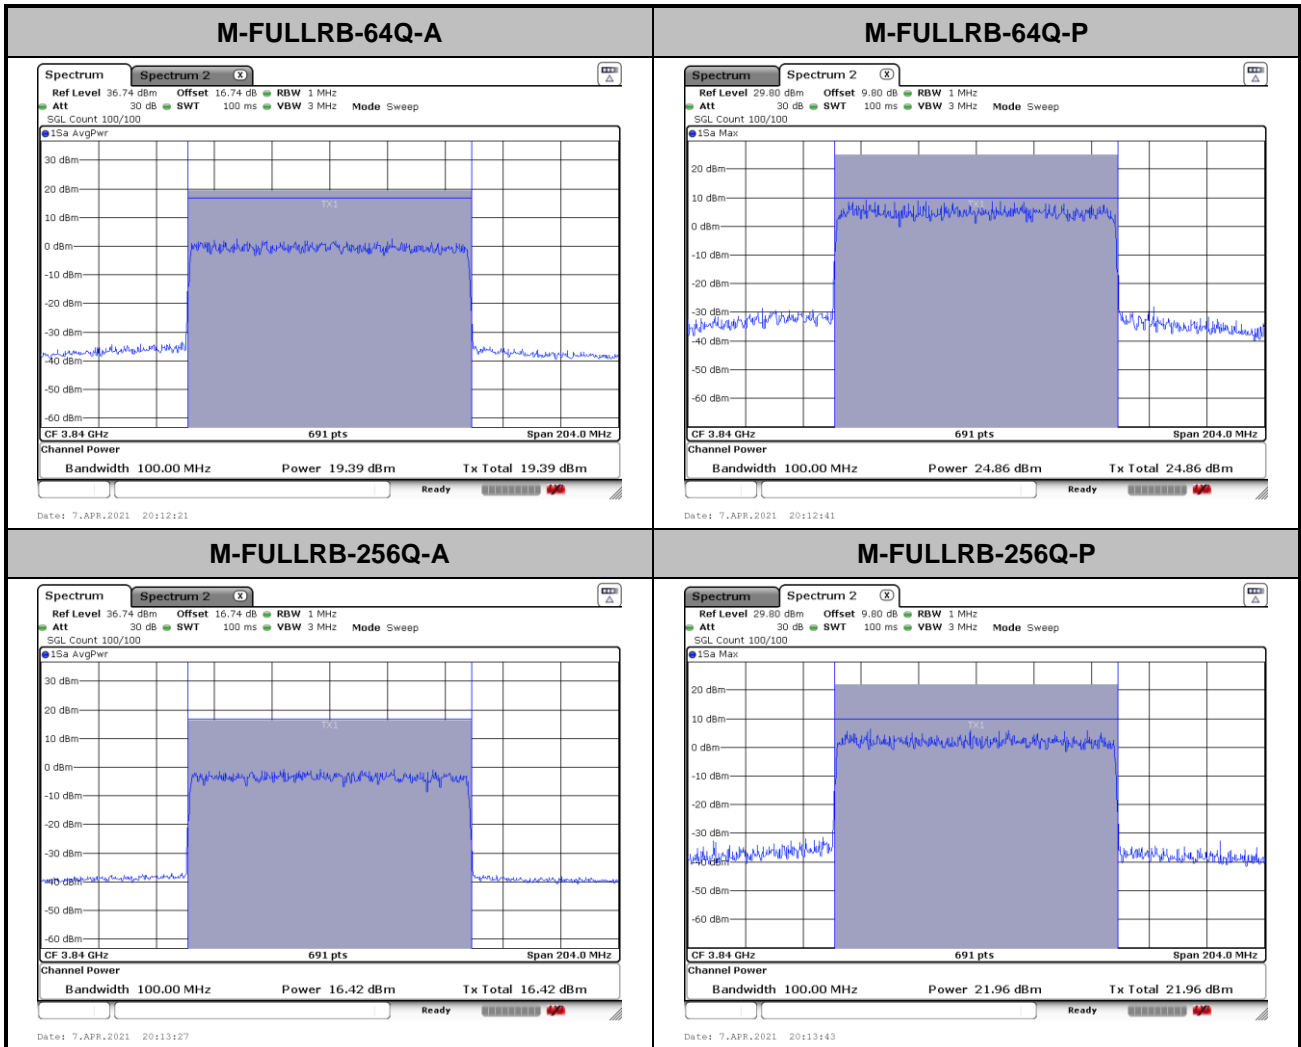 M-FULLRB-64Q-A
Spectrum Spectrum 2 X
Ref Level 36.74 dBm Offset 16.74 dB RBW 1 MHz
Att 30 dB SWT 100 ms VBW 3 MHz Mode Sweep
SGL Count 100/100
1Sa AvgPwr
30 dBm
20 dBm
TX1
10 dBm
0 dBm
-10 dBm
-20 dBm
-30 dBm
-40 dBm
-50 dBm
-60 dBm
CF 3.84 GHz 691 pts Span 204.0 MHz
Channel Power
Bandwidth 100.00 MHz Power 19.39 dBm Tx Total 19.39 dBm
Ready
Date: 7.APR.2021 20:12:21
M-FULLRB-64Q-P
Spectrum Spectrum 2 X
Ref Level 29.80 dBm Offset 9.80 dB RBW 1 MHz
Att 30 dB SWT 100 ms VBW 3 MHz Mode Sweep
SGL Count 100/100
1Sa Max
20 dBm
10 dBm
TX1
0 dBm
-10 dBm
-20 dBm
-30 dBm
-40 dBm
-50 dBm
-60 dBm
CF 3.84 GHz 691 pts Span 204.0 MHz
Channel Power
Bandwidth 100.00 MHz Power 24.86 dBm Tx Total 24.86 dBm
Ready
Date: 7.APR.2021 20:12:41
M-FULLRB-256Q-A
Spectrum Spectrum 2 X
Ref Level 36.74 dBm Offset 16.74 dB RBW 1 MHz
Att 30 dB SWT 100 ms VBW 3 MHz Mode Sweep
SGL Count 100/100
1Sa AvgPwr
30 dBm
20 dBm
TX1
10 dBm
0 dBm
-10 dBm
-20 dBm
-30 dBm
-40 dBm
-50 dBm
-60 dBm
CF 3.84 GHz 691 pts Span 204.0 MHz
Channel Power
Bandwidth 100.00 MHz Power 16.42 dBm Tx Total 16.42 dBm
Ready
Date: 7.APR.2021 20:13:27
M-FULLRB-256Q-P
Spectrum Spectrum 2 X
Ref Level 29.80 dBm Offset 9.80 dB RBW 1 MHz
Att 30 dB SWT 100 ms VBW 3 MHz Mode Sweep
SGL Count 100/100
1Sa Max
20 dBm
10 dBm
TX1
0 dBm
-10 dBm
-20 dBm
-30 dBm
-40 dBm
-50 dBm
-60 dBm
CF 3.84 GHz 691 pts Span 204.0 MHz
Channel Power
Bandwidth 100.00 MHz Power 21.96 dBm Tx Total 21.96 dBm
Ready
Date: 7.APR.2021 20:13:43